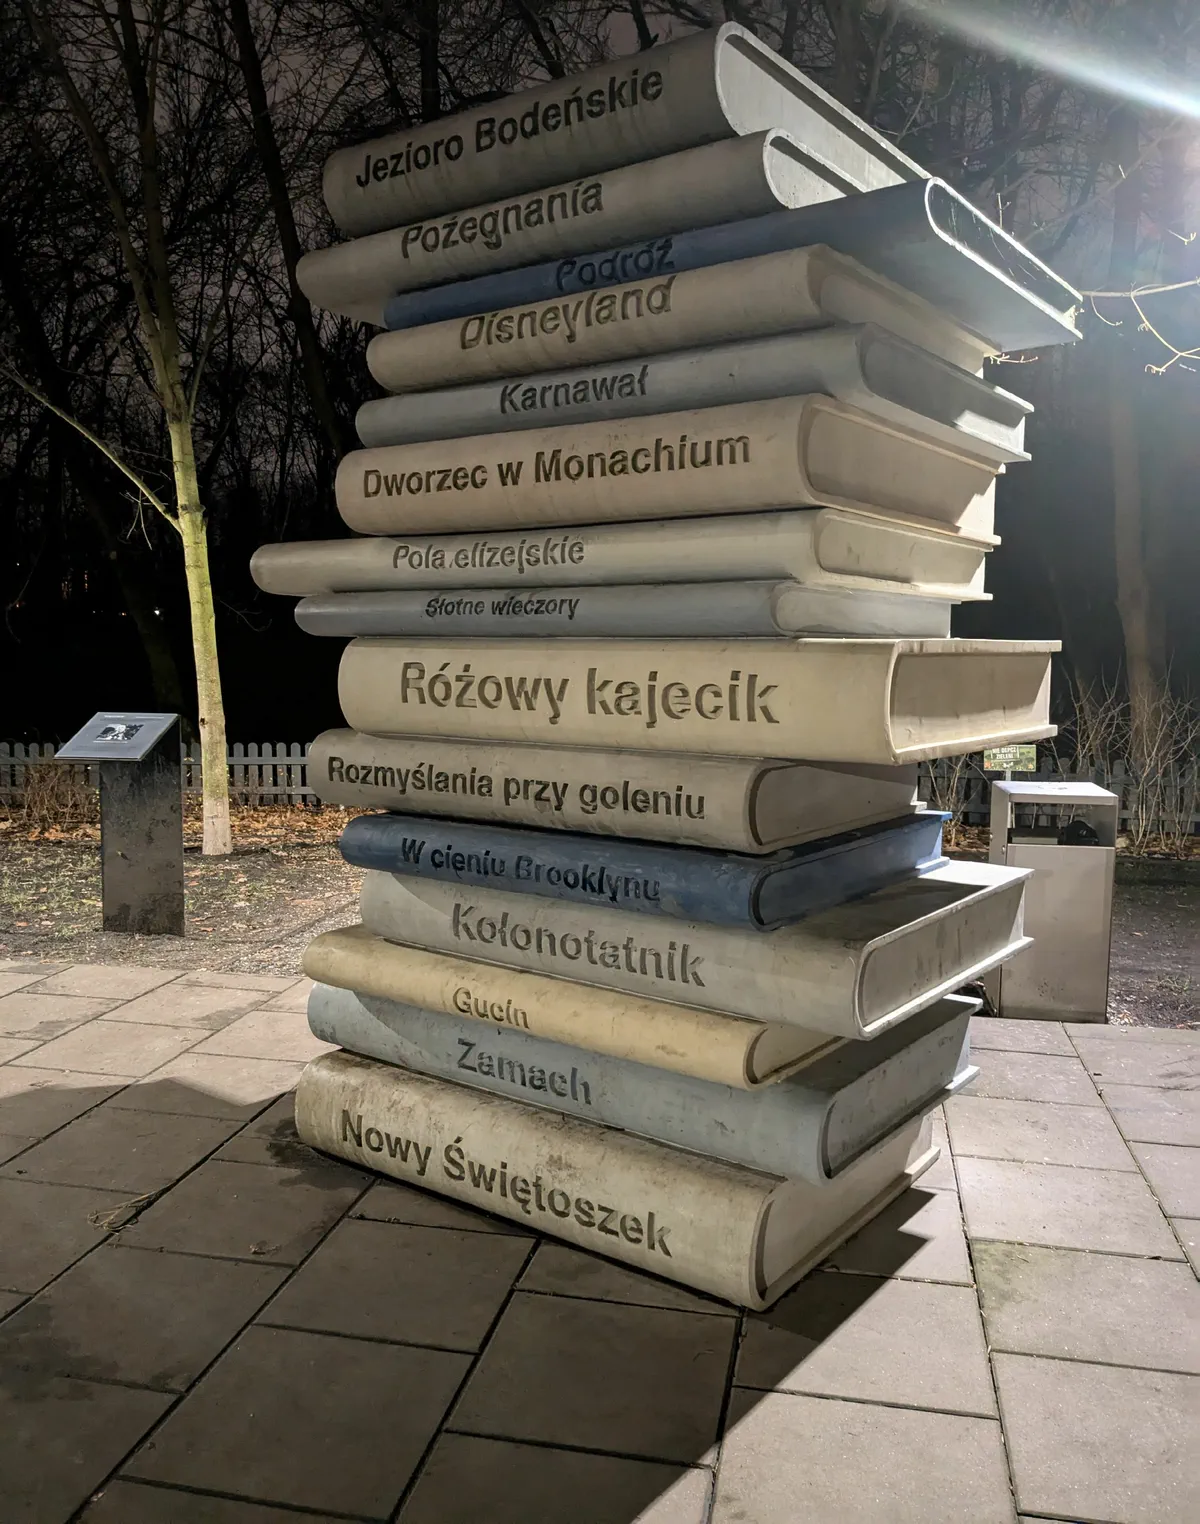 Jezioro Bodeńskie
Pożegnania
Podróż
Disneyland
Karnawał
Dworzec w Monachium
Pola elizejskie
Słotne wieczory
Różowy kajecik
Rozmyślania przy goleniu
W cieniu Brooklynu
Kołonotatnik
Gucin
Zamach
Nowy Świętoszek